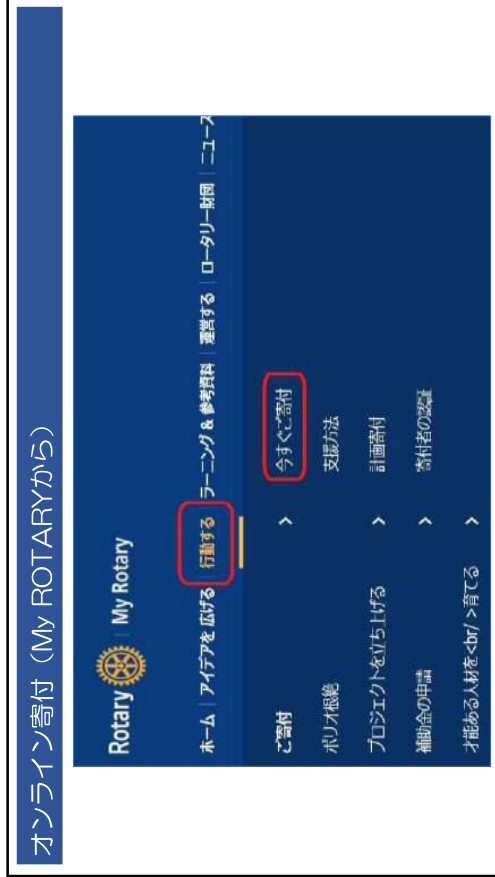 オンライン寄付（My ROTARYから）
Rotary | My Rotary
ホーム | アイデアを 広げる | 行動する | ラーニング & 参考資料 | 運営する | ロータリー財団 | ニュース
ご寄付 > 今すぐご寄付
ポリオ根絶 支援方法
プロジェクトを立ち上げる > 計画寄付
補助金の申請 > 寄付者の認証
才能ある人材を<br/ >育てる >